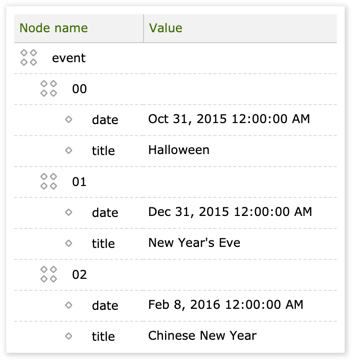 Node name Value
event
00
date Oct 31, 2015 12:00:00 AM
title Halloween
01
date Dec 31, 2015 12:00:00 AM
title New Year's Eve
02
date Feb 8, 2016 12:00:00 AM
title Chinese New Year